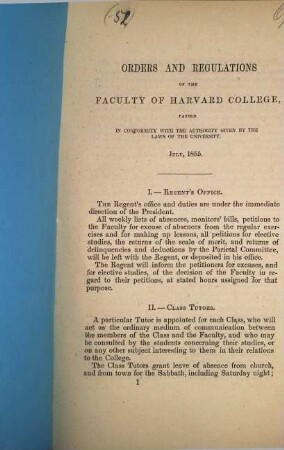 (52)
ORDERS AND REGULATIONS
OF THE
FACULTY OF HARVARD COLLEGE,
PASSED
IN CONFORMITY WITH THE AUTHORITY GIVEN BY THE
LAWS OF THE UNIVERSITY.
JULY, 1865.
I. — REGENT'S OFFICE.
THE Regent's office and duties are under the immediate
direction of the President.
All weekly lists of absences, monitors' bills, petitions to
the Faculty for excuse of absences from the regular exer-
cises and for making up lessons, all petitions for elective
studies, the returns of the scale of merit, and returns of
delinquencies and deductions by the Parietal Committee,
will be left with the Regent, or deposited in his office.
The Regent will inform the petitioners for excuses, and
for elective studies, of the decision of the Faculty in re-
gard to their petitions, at stated hours assigned for that
purpose.
II. — CLASS TUTORS.
A particular Tutor is appointed for each Class, who will
act as the ordinary medium of communication between
the members of the Class and the Faculty, and who may
be consulted by the students concerning their studies, or
on any other subject interesting to them in their relations
to the College.
The Class Tutors grant leave of absence from church,
and from town for the Sabbath, including Saturday night;
1